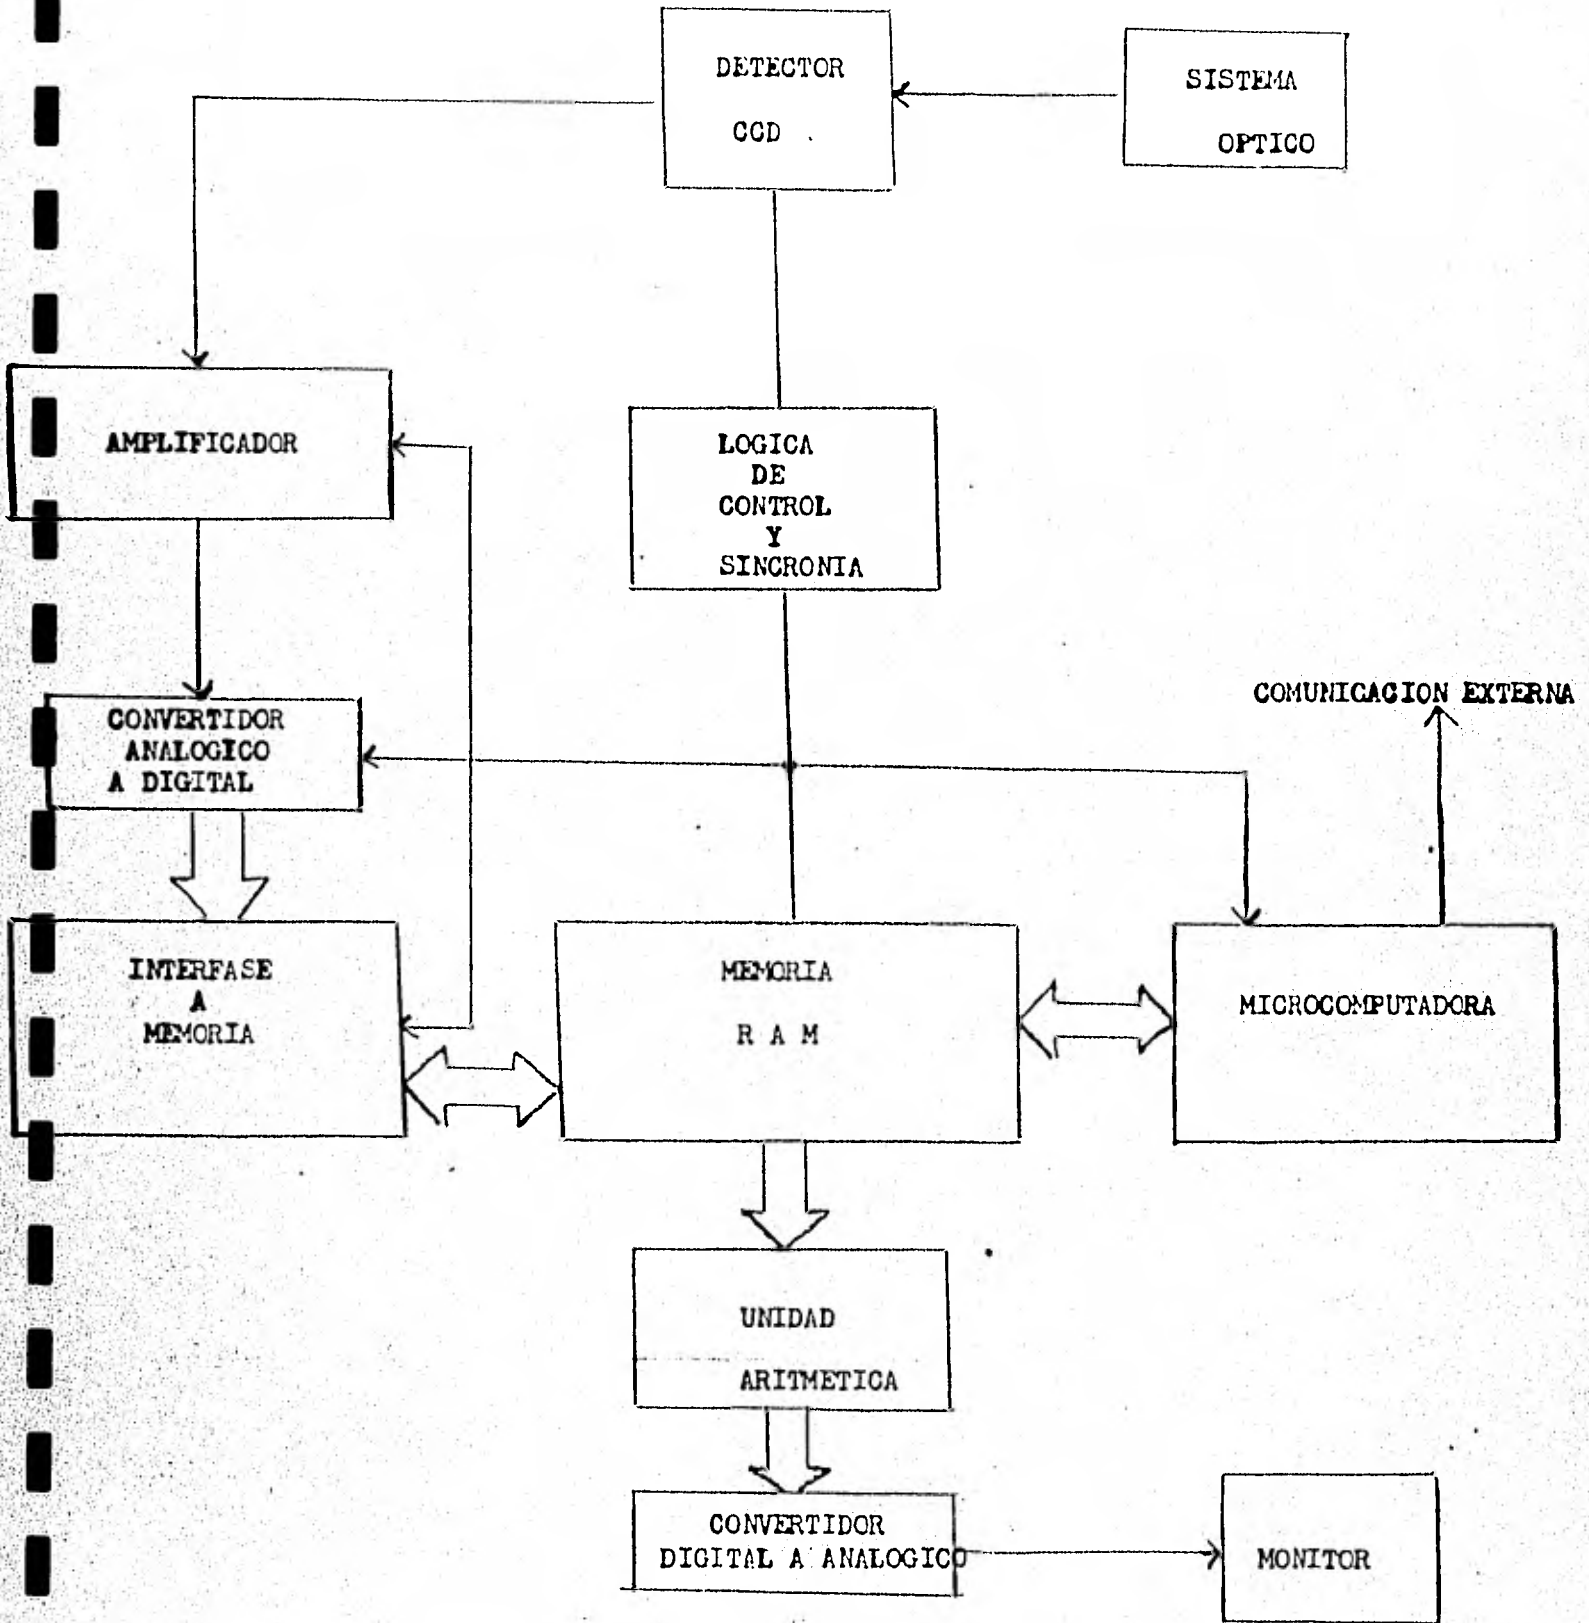 DETECTOR
CCD
SISTEMA
OPTICO
AMPLIFICADOR
LOGICA
DE
CONTROL
Y
SINCRONIA
COMUNICACION EXTERNA
CONVERTIDOR
ANALOGICO
A DIGITAL
INTERFASE
A
MEMORIA
MEMORIA
R A M
MICROCOMPUTADORA
UNIDAD
ARITMETICA
CONVERTIDOR
DIGITAL A ANALOGICO
MONITOR